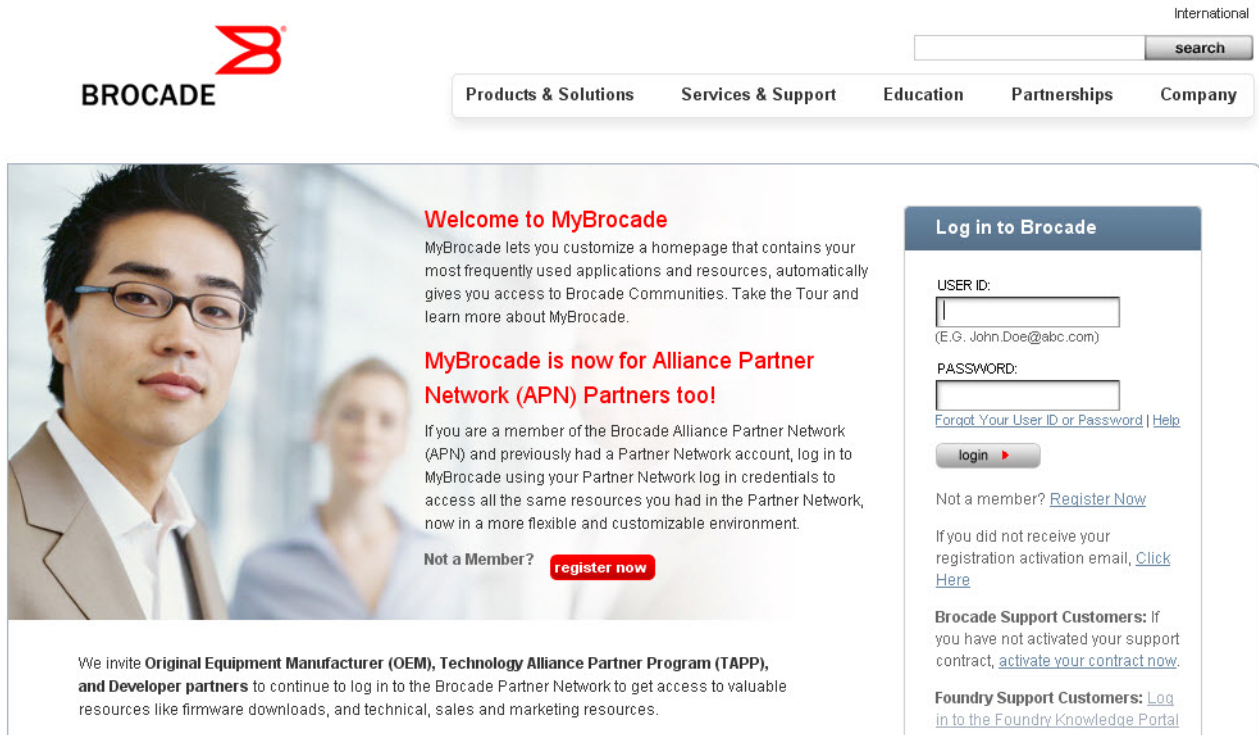 International
search
BROCADE
Products & Solutions
Services & Support
Education
Partnerships
Company
Welcome to MyBrocade
MyBrocade lets you customize a homepage that contains your
most frequently used applications and resources, automatically
gives you access to Brocade Communities. Take the Tour and
learn more about MyBrocade.
MyBrocade is now for Alliance Partner
Network (APN) Partners too!
If you are a member of the Brocade Alliance Partner Network
(APN) and previously had a Partner Network account, log in to
MyBrocade using your Partner Network log in credentials to
access all the same resources you had in the Partner Network,
now in a more flexible and customizable environment.
Not a Member? register now
We invite Original Equipment Manufacturer (OEM), Technology Alliance Partner Program (TAPP),
and Developer partners to continue to log in to the Brocade Partner Network to get access to valuable
resources like firmware downloads, and technical, sales and marketing resources.
Log in to Brocade
USER ID:
(E.G. John.Doe@abc.com)
PASSWORD:
Forgot Your User ID or Password | Help
login
Not a member? Register Now
If you did not receive your
registration activation email, Click
Here
Brocade Support Customers: If
you have not activated your support
contract, activate your contract now.
Foundry Support Customers: Log
in to the Foundry Knowledge Portal